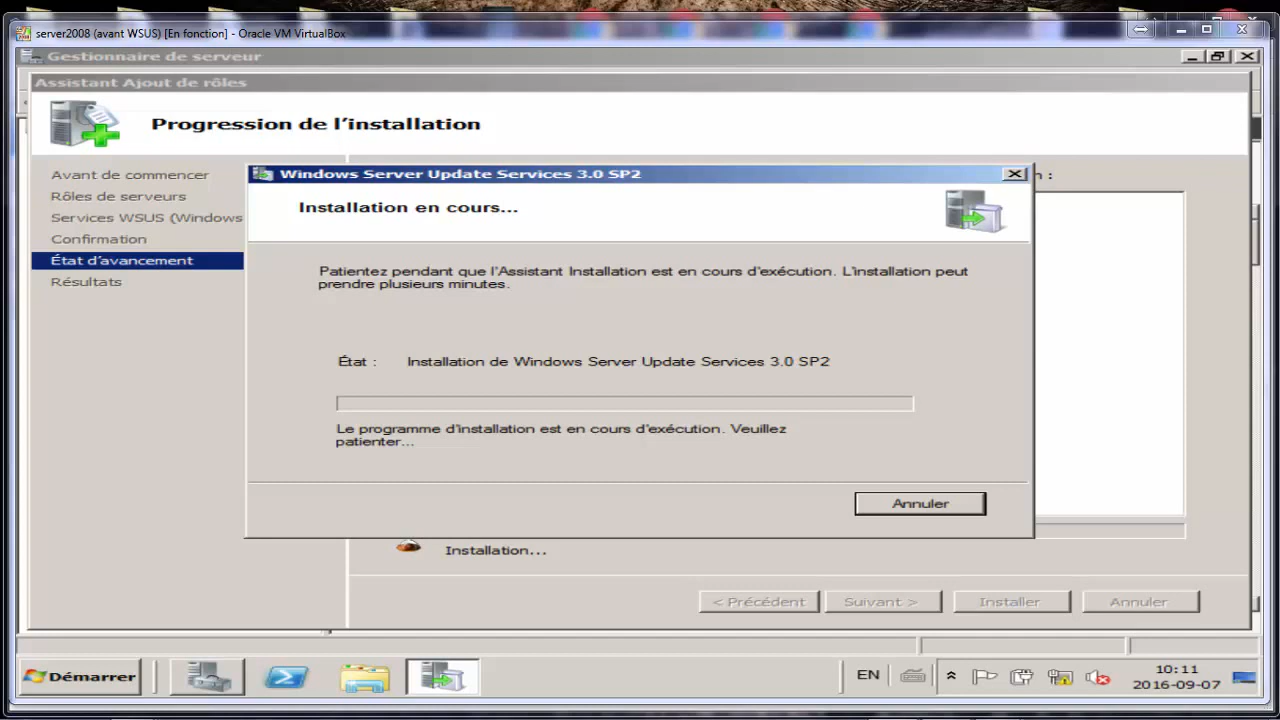 server2008 (avant WSUS) [En fonction] - Oracle VM VirtualBox
Gestionnaire de serveur
Assistant Ajout de rôles
Progression de l'installation
Avant de commencer
Rôles de serveurs
Services WSUS (Windows
Confirmation
État d'avancement
Résultats
n :
Windows Server Update Services 3.0 SP2
Installation en cours...
Patientez pendant que l'Assistant Installation est en cours d'exécution. L'installation peut
prendre plusieurs minutes.
État : Installation de Windows Server Update Services 3.0 SP2
Le programme d'installation est en cours d'exécution. Veuillez
patienter...
Annuler
Installation...
< Précédent Suivant > Installer Annuler
Démarrer
EN
10:11
2016-09-07